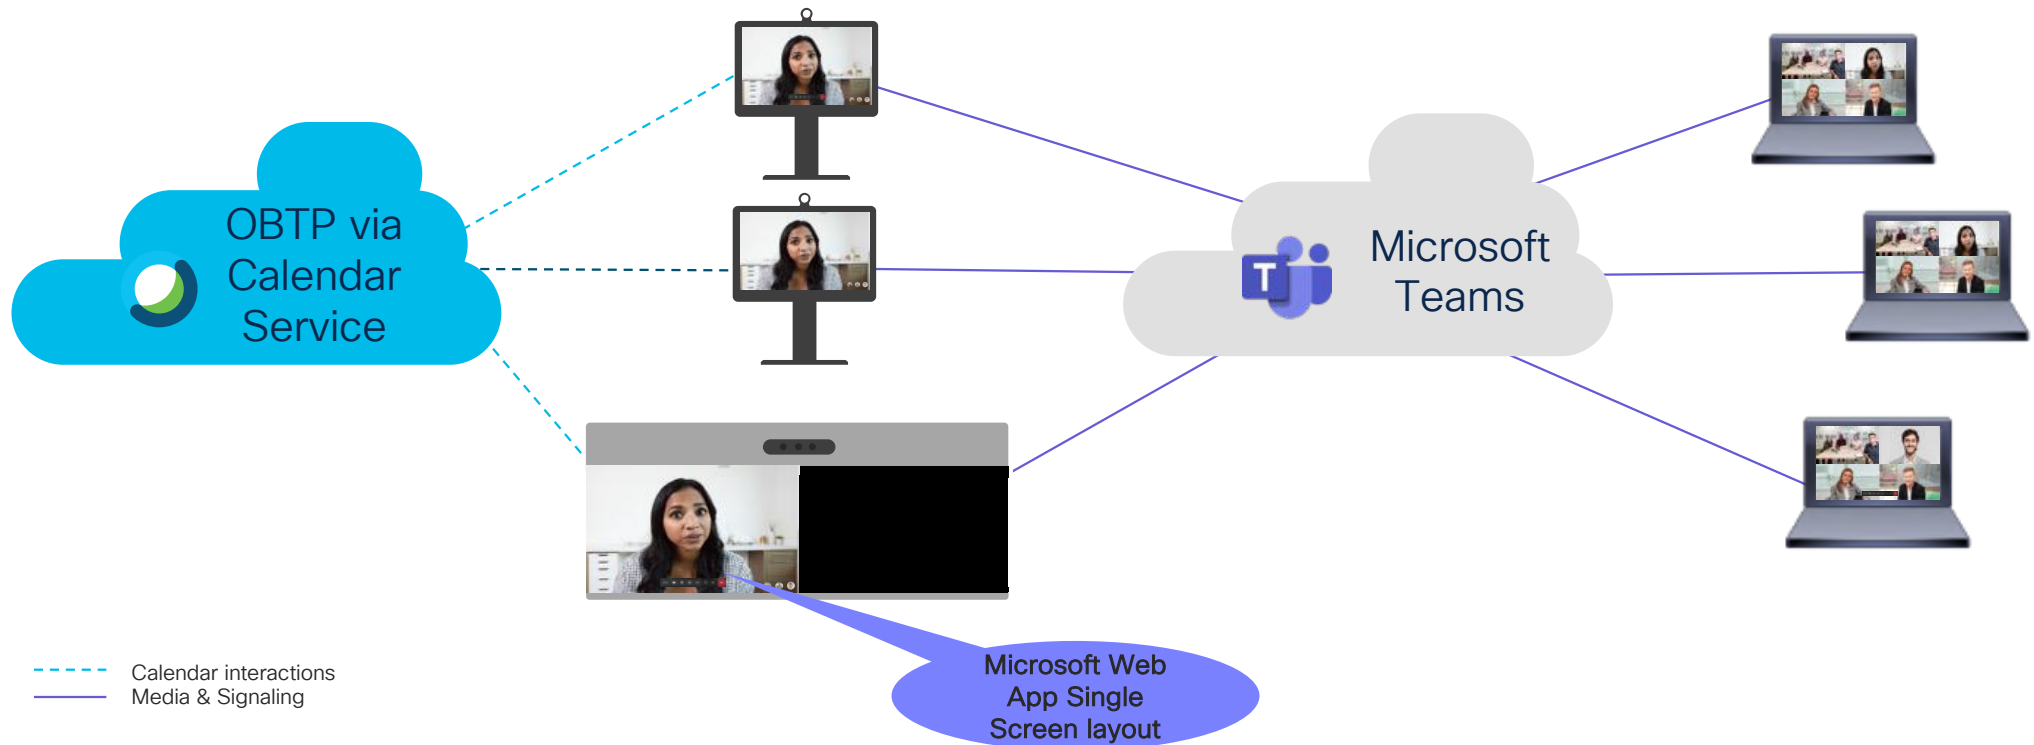 OBTP via
Calendar
Service
T
Microsoft
Teams
Calendar interactions
Media & Signaling
Microsoft Web
App Single
Screen layout